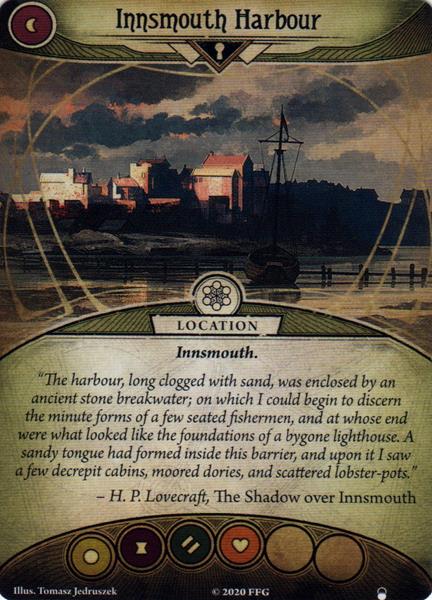 Innsmouth Harbour
LOCATION
Innsmouth.
“The harbour, long clogged with sand, was enclosed by an
ancient stone breakwater; on which I could begin to discern
the minute forms of a few seated fishermen, and at whose end
were what looked like the foundations of a bygone lighthouse. A
sandy tongue had formed inside this barrier, and upon it I saw
a few decrepit cabins, moored dories, and scattered lobster-pots.”
– H. P. Lovecraft, The Shadow over Innsmouth
Illus. Tomasz Jedruszek
© 2020 FFG